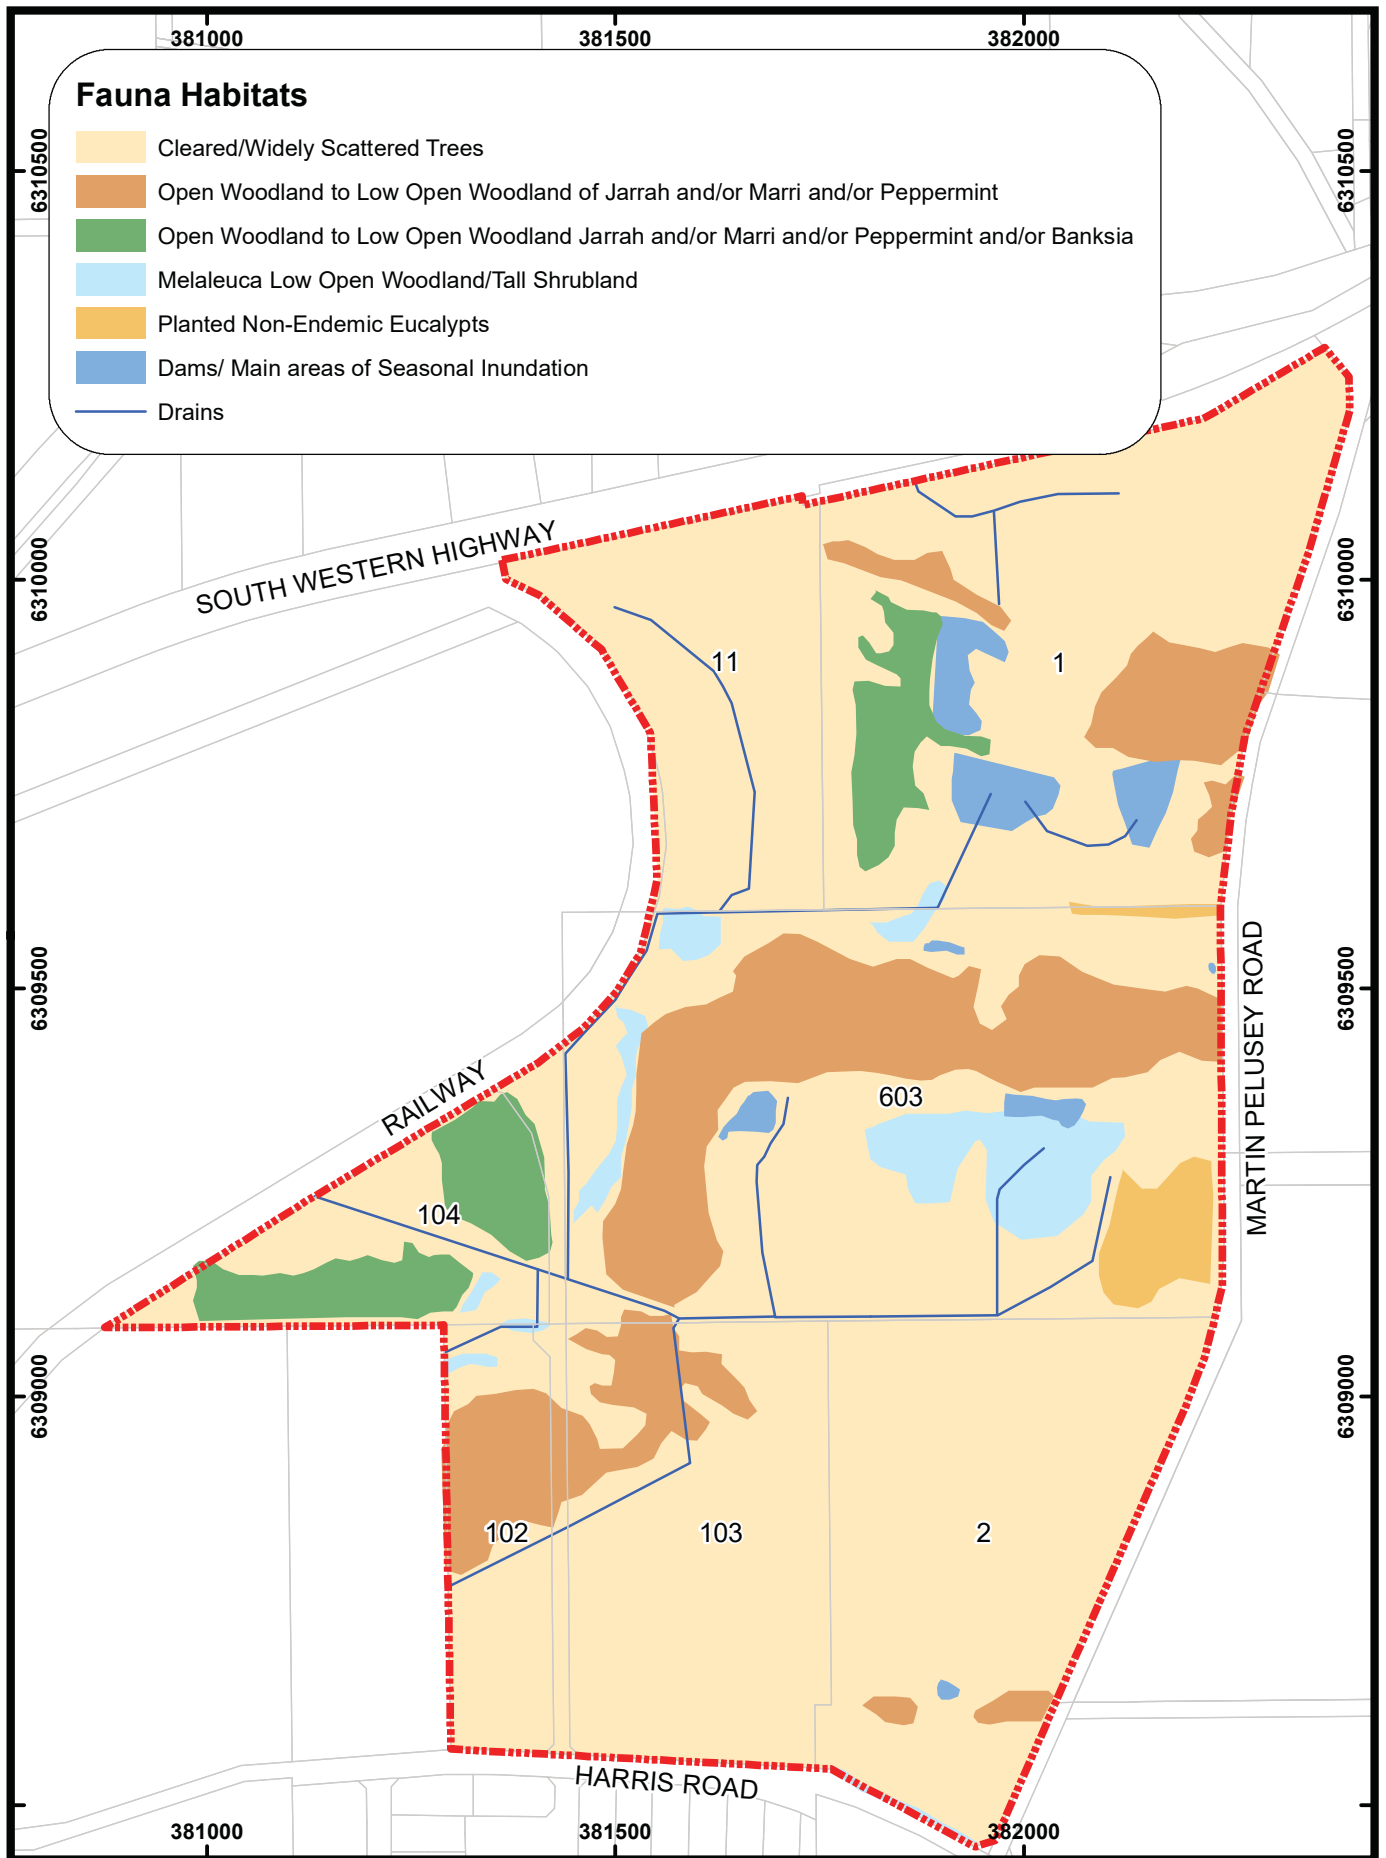 381000 381500 382000
Fauna Habitats
Cleared/Widely Scattered Trees
Open Woodland to Low Open Woodland of Jarrah and/or Marri and/or Peppermint
Open Woodland to Low Open Woodland Jarrah and/or Marri and/or Peppermint and/or Banksia
Melaleuca Low Open Woodland/Tall Shrubland
Planted Non-Endemic Eucalypts
Dams/ Main areas of Seasonal Inundation
Drains
6310500 6310500
SOUTH WESTERN HIGHWAY
6310000 6310000
11 1
6309500 6309500
MARTIN PELUSEY ROAD
RAILWAY
603
104
6309000 6309000
102 103 2
HARRIS ROAD
381000 381500 382000